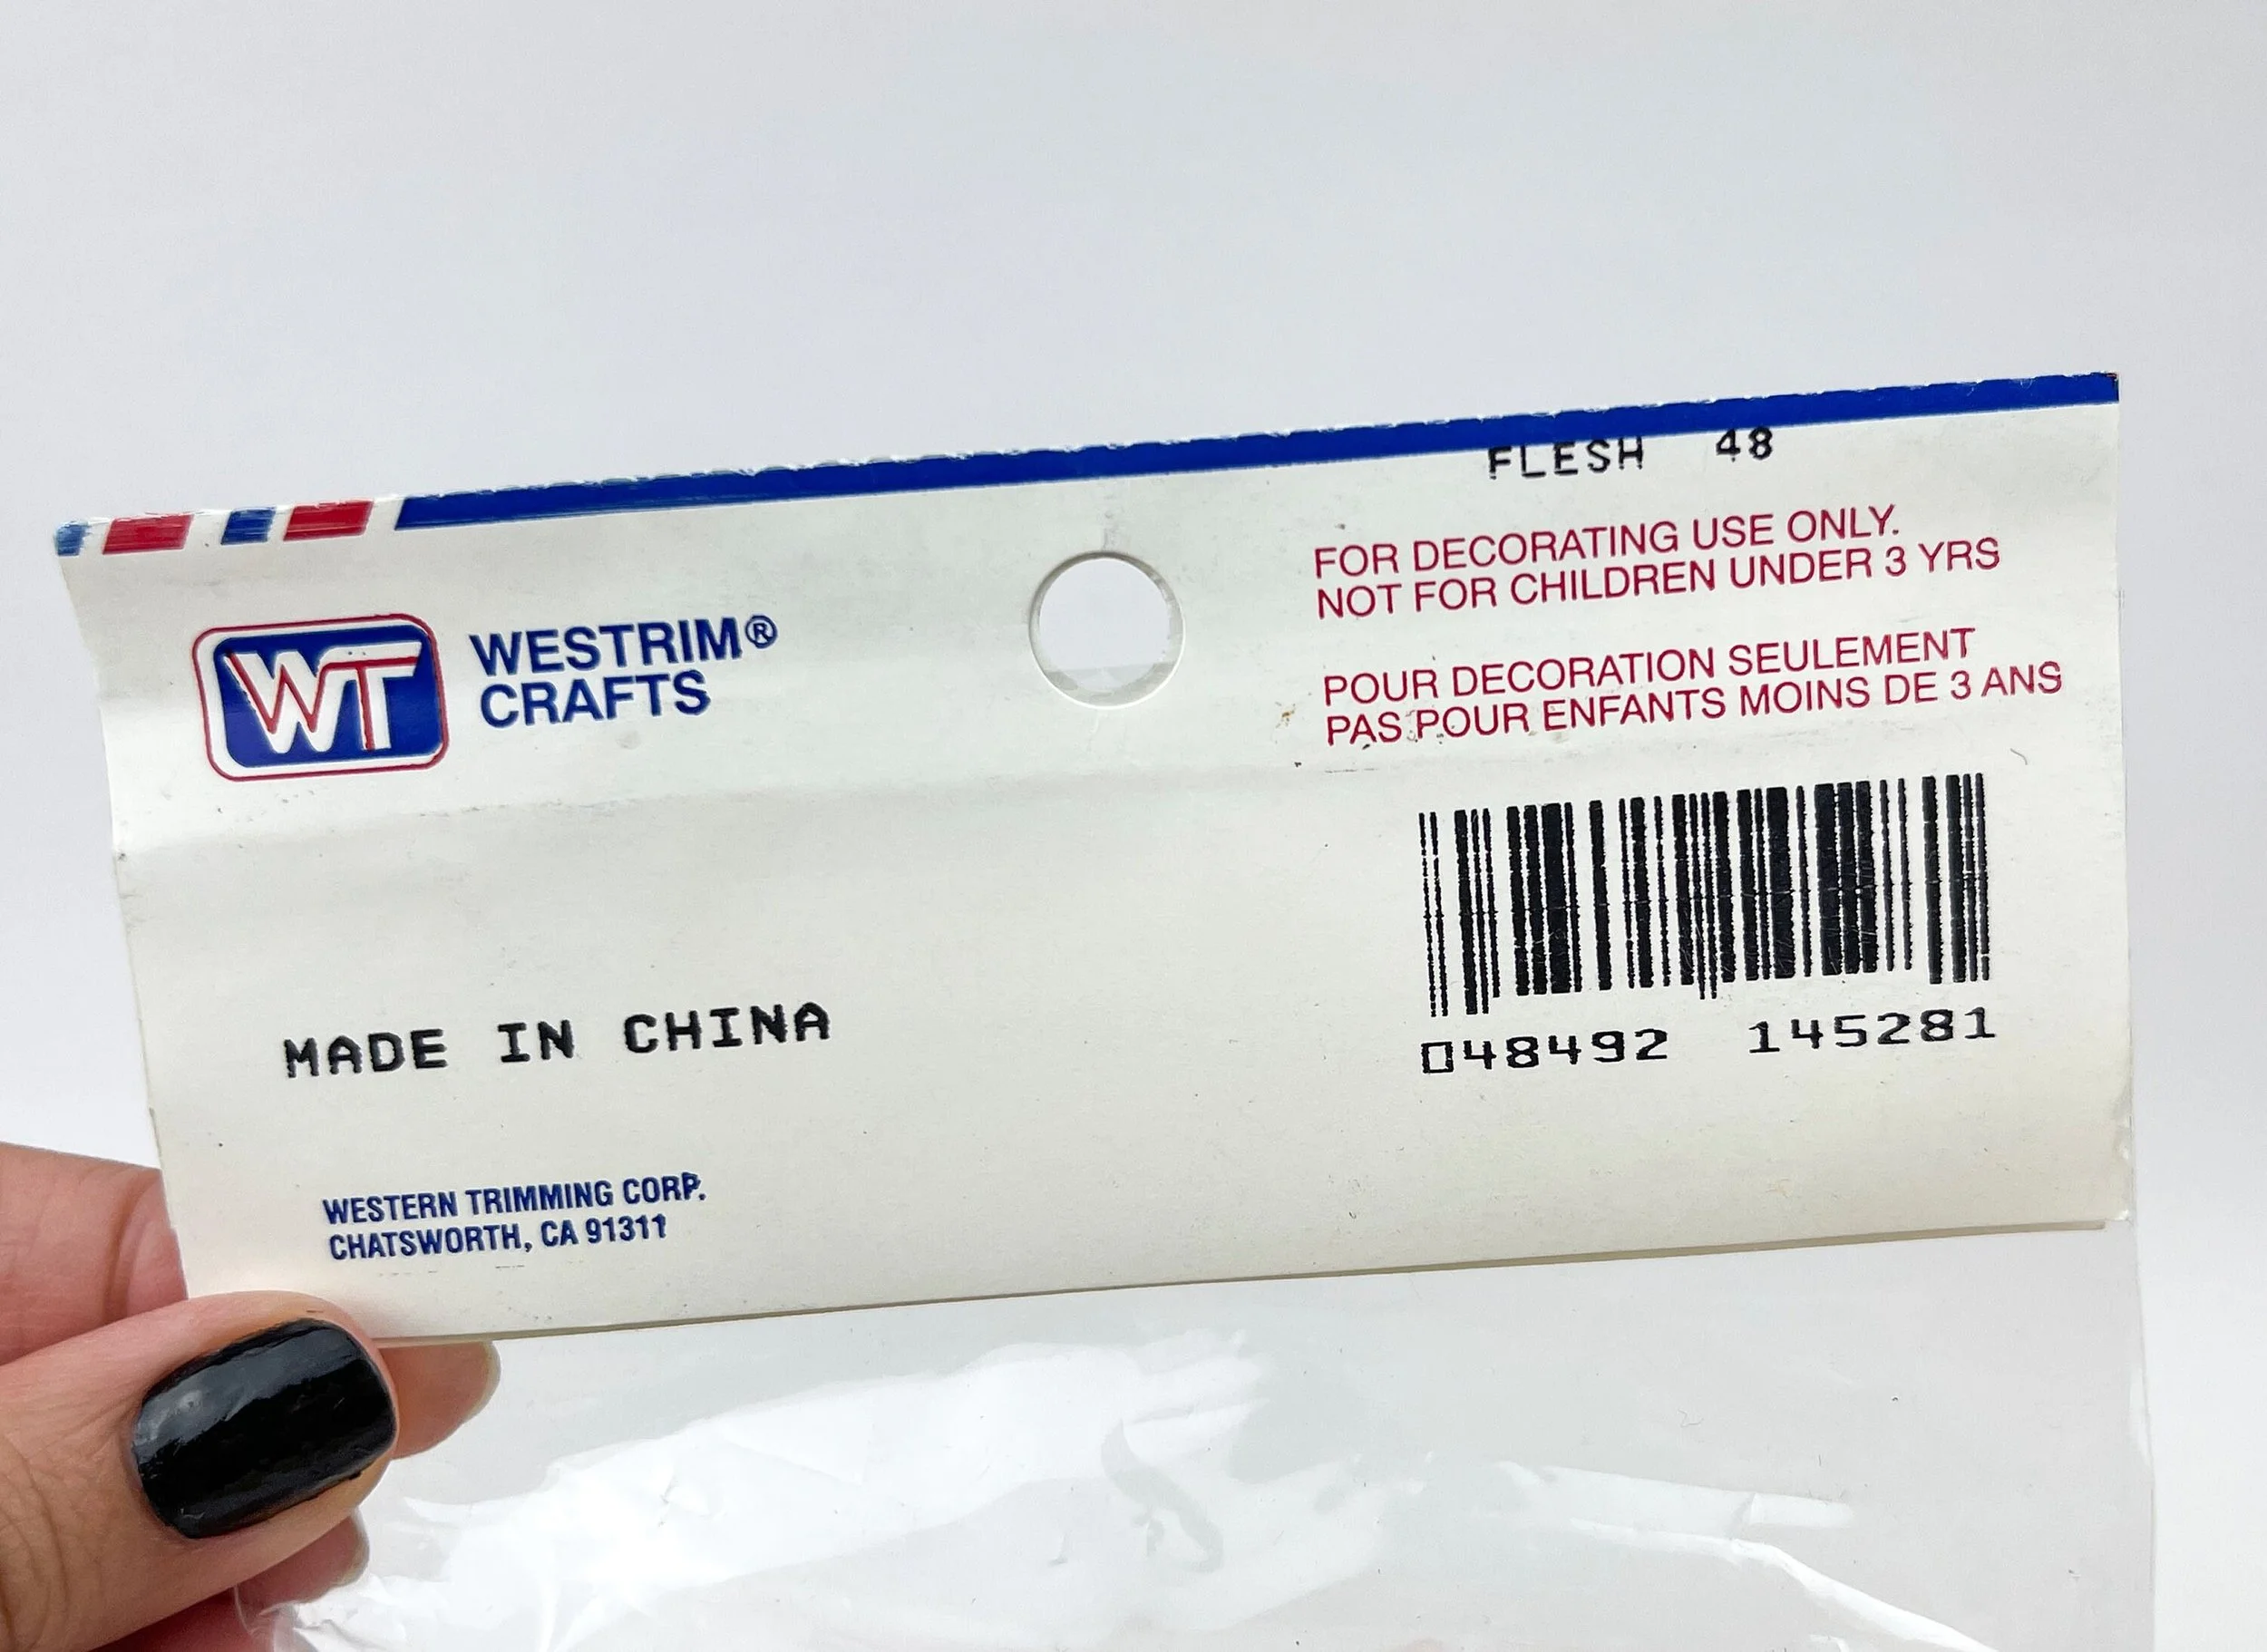 FLESH 48
FOR DECORATING USE ONLY.
NOT FOR CHILDREN UNDER 3 YRS
POUR DECORATION SEULEMENT
PAS POUR ENFANTS MOINS DE 3 ANS
WT
WESTRIM®
CRAFTS
MADE IN CHINA
048492 145281
WESTERN TRIMMING CORP.
CHATSWORTH, CA 91311